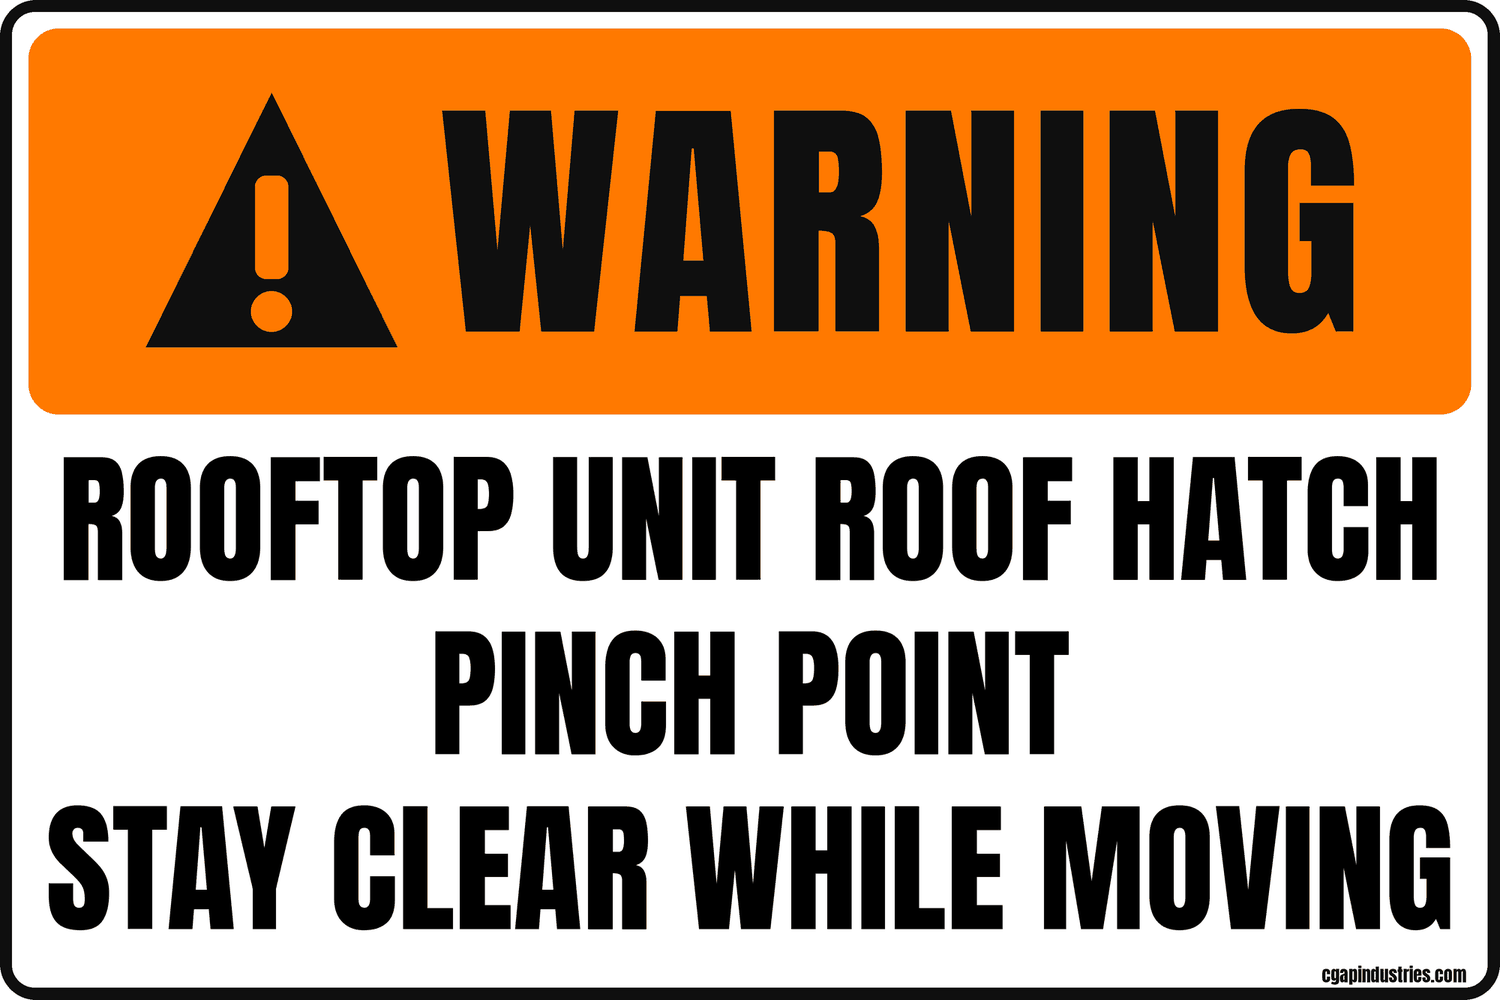 WARNING
ROOFTOP UNIT ROOF HATCH
PINCH POINT
STAY CLEAR WHILE MOVING
cgapindustries.com